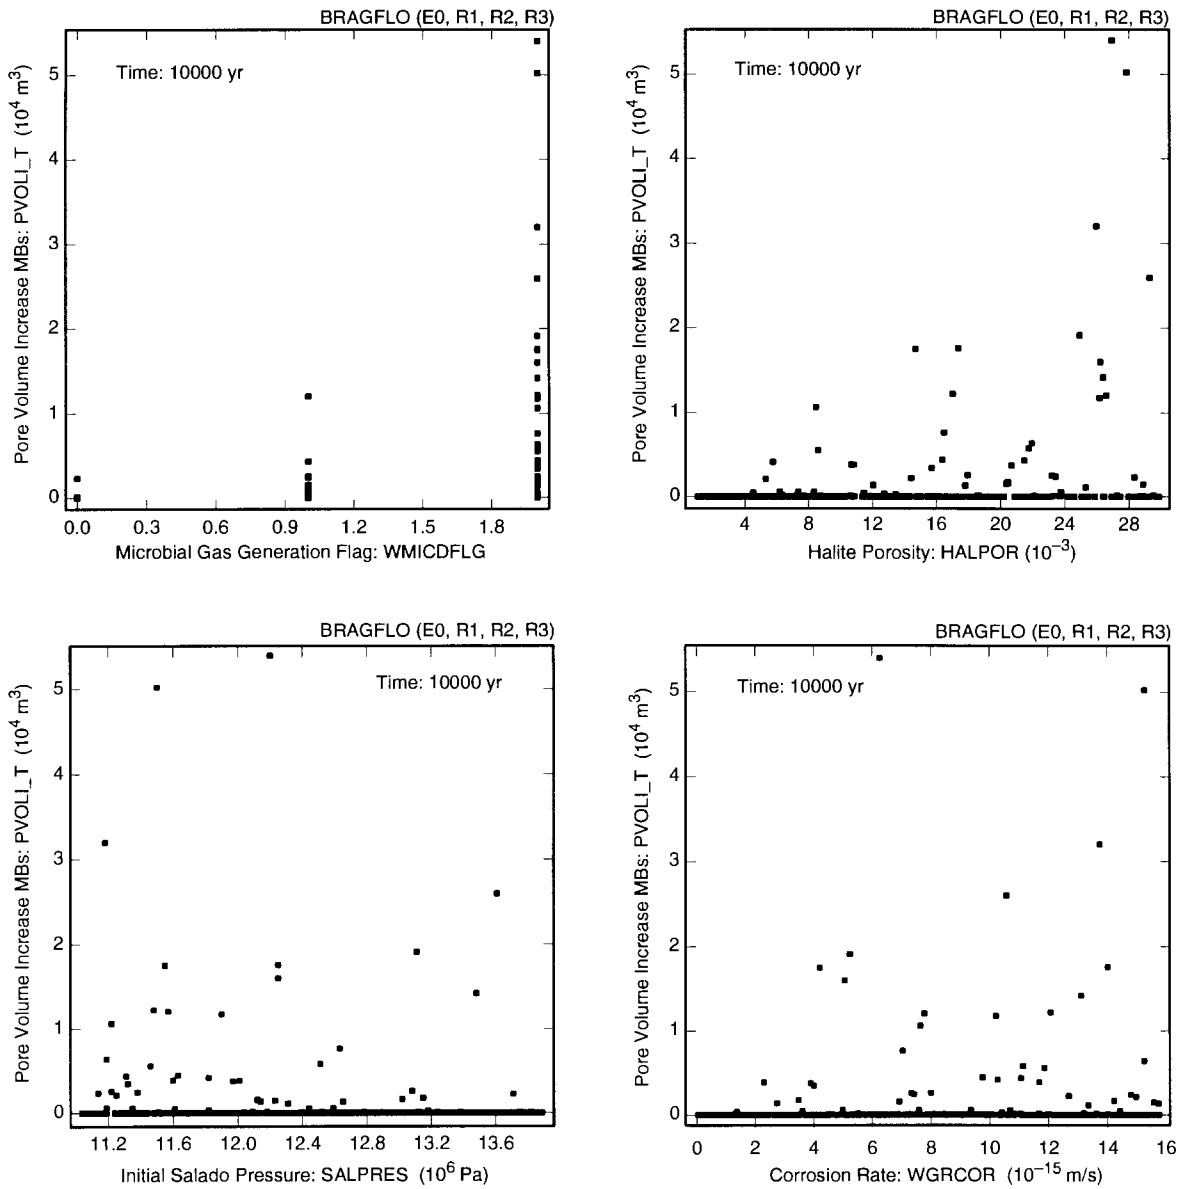 BRAGFLO (E0, R1, R2, R3)
Time: 10000 yr
Pore Volume Increase MBs: PVOLI_T (10⁴ m³)
5
4
3
2
1
0
0.0 0.3 0.6 0.9 1.2 1.5 1.8
Microbial Gas Generation Flag: WMICDFLG
BRAGFLO (E0, R1, R2, R3)
Time: 10000 yr
Pore Volume Increase MBs: PVOLI_T (10⁴ m³)
5
4
3
2
1
0
4 8 12 16 20 24 28
Halite Porosity: HALPOR (10⁻³)
BRAGFLO (E0, R1, R2, R3)
Time: 10000 yr
Pore Volume Increase MBs: PVOLI_T (10⁴ m³)
5
4
3
2
1
0
11.2 11.6 12.0 12.4 12.8 13.2 13.6
Initial Salado Pressure: SALPRES (10⁶ Pa)
BRAGFLO (E0, R1, R2, R3)
Time: 10000 yr
Pore Volume Increase MBs: PVOLI_T (10⁴ m³)
5
4
3
2
1
0
0 2 4 6 8 10 12 14 16
Corrosion Rate: WGRCOR (10⁻¹⁵ m/s)